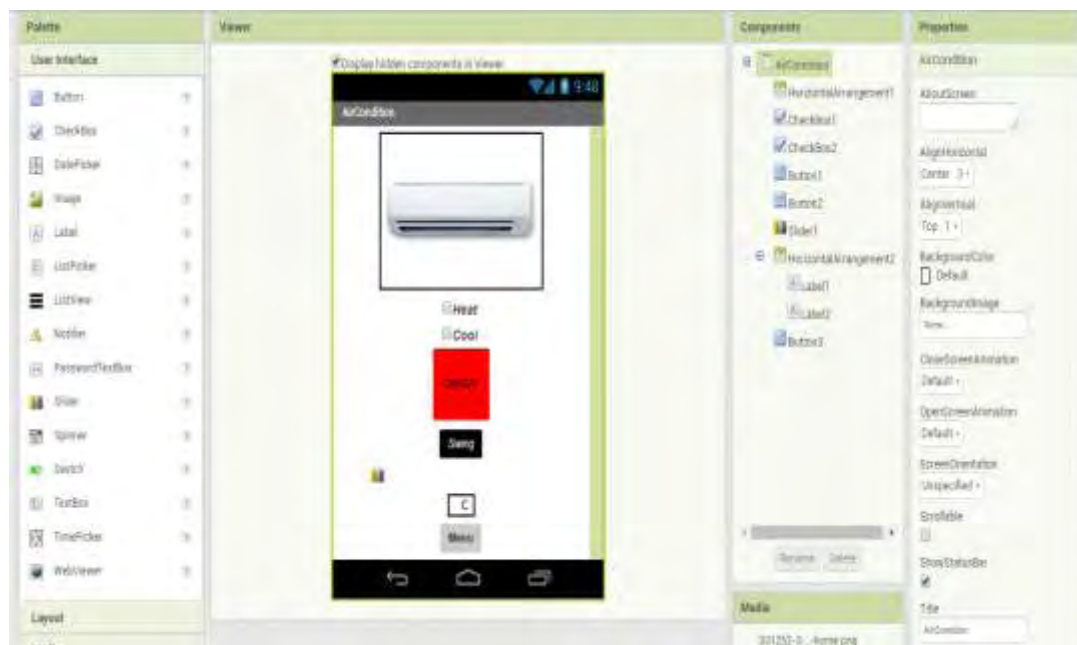 Palette
User Interface
Button
CheckBox
DatePicker
Image
Label
ListPicker
ListView
Notifier
PasswordTextBox
Slider
Spinner
Switch
TextBox
TimePicker
WebViewer
Layout
Viewer
Display hidden components in Viewer
9:48
AirCondition
Heat
Cool
Swing
C
Menu
Components
AirCondition
HorizontalArrangement1
CheckBox1
CheckBox2
Button1
Button2
Slider1
HorizontalArrangement2
Label1
Label2
Button3
Rename Delete
Media
Properties
AirCondition
AboutScreen
AlignHorizontal
Center : 3
AlignVertical
Top : 1
BackgroundColor
Default
BackgroundImage
None...
CloseScreenAnimation
Default
OpenScreenAnimation
Default
ScreenOrientation
Unspecified
Scrollable
ShowStatusBar
Title
AirCondition